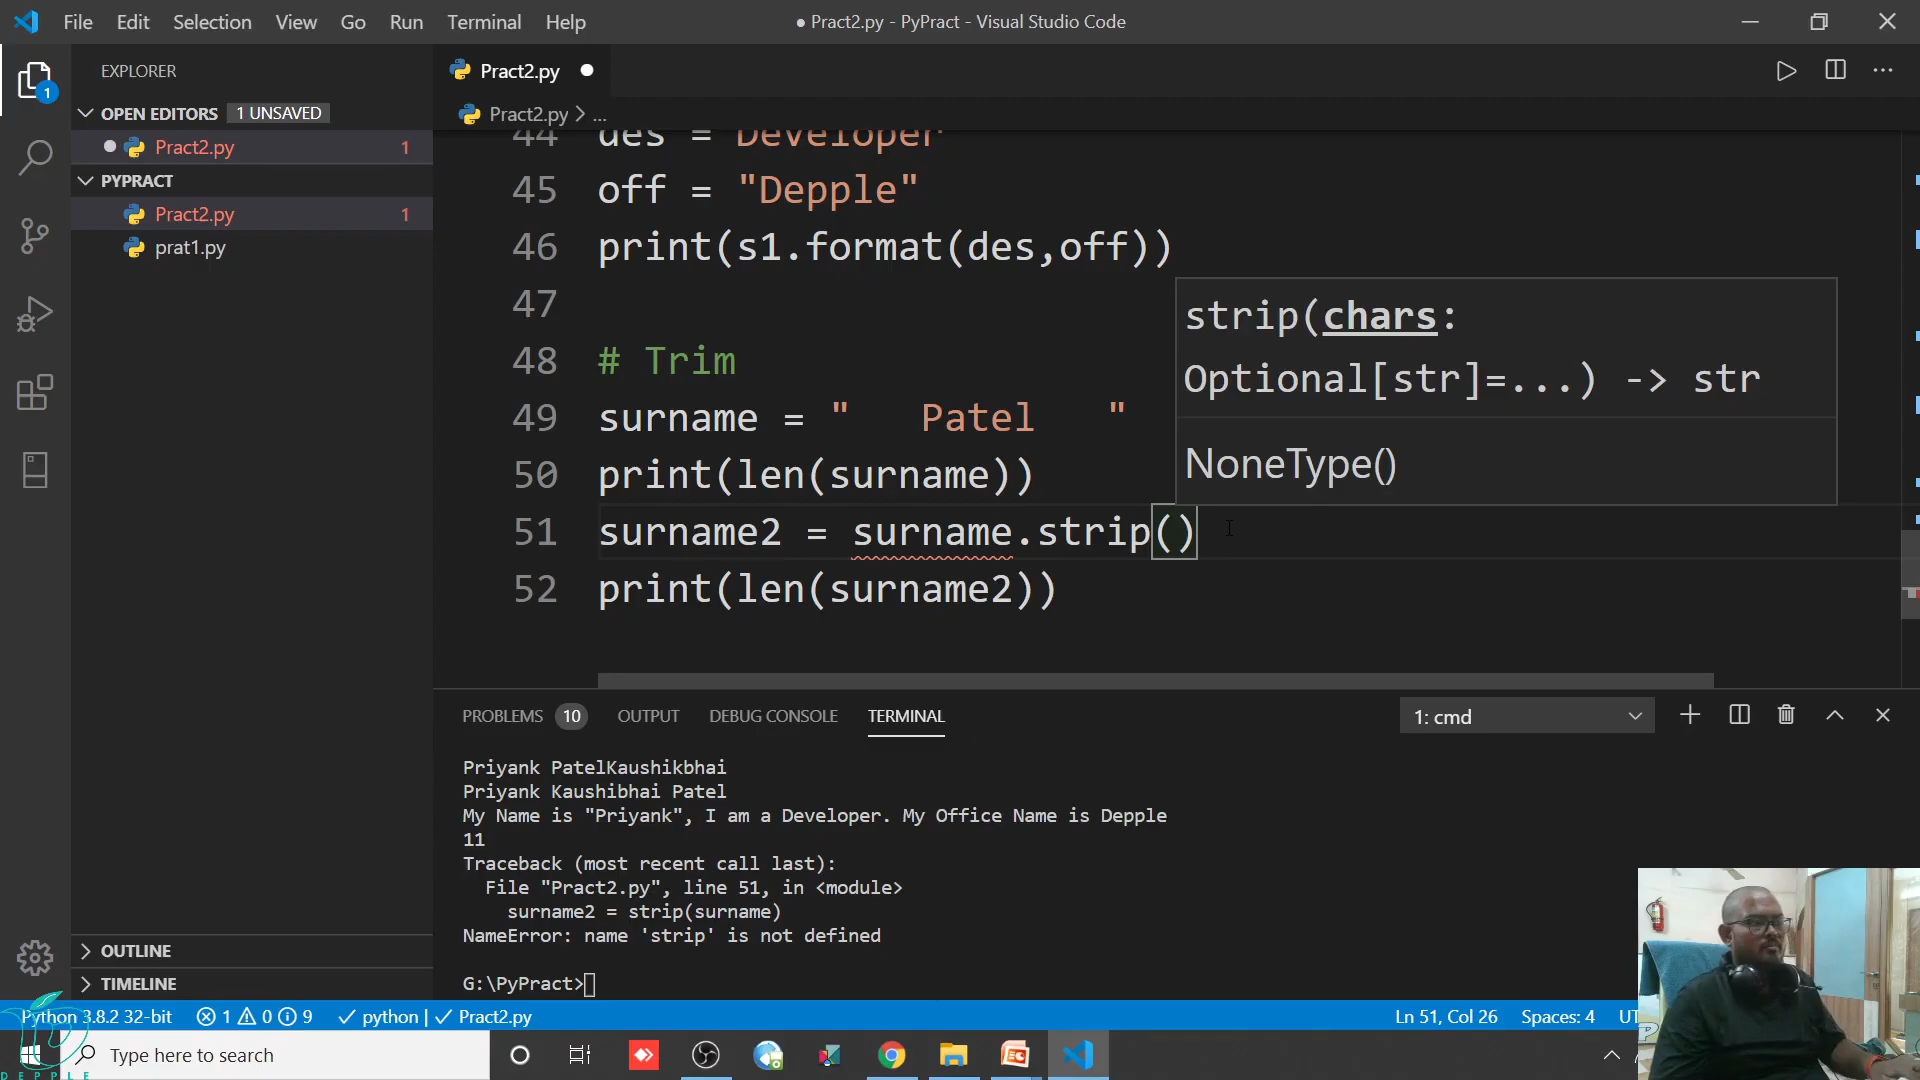 File Edit Selection View Go Run Terminal Help
● Pract2.py - PyPract - Visual Studio Code
EXPLORER
OPEN EDITORS 1 UNSAVED
Pract2.py 1
PYPRACT
Pract2.py 1
prat1.py
OUTLINE
TIMELINE
1
Pract2.py
Pract2.py > ...
44 des = Developer
45 off = "Depple"
46 print(s1.format(des,off))
47
48 # Trim
49 surname = "   Patel   "
50 print(len(surname))
51 surname2 = surname.strip()
52 print(len(surname2))
strip(chars:
Optional[str]=...) -> str
NoneType()
PROBLEMS 10 OUTPUT DEBUG CONSOLE TERMINAL
1: cmd
Priyank PatelKaushikbhai
Priyank Kaushibhai Patel
My Name is "Priyank", I am a Developer. My Office Name is Depple
11
Traceback (most recent call last):
File "Pract2.py", line 51, in <module>
surname2 = strip(surname)
NameError: name 'strip' is not defined
G:\PyPract>
Python 3.8.2 32-bit 1 0 9 python | Pract2.py
Ln 51, Col 26 Spaces: 4 UT
Type here to search
DEPPLE